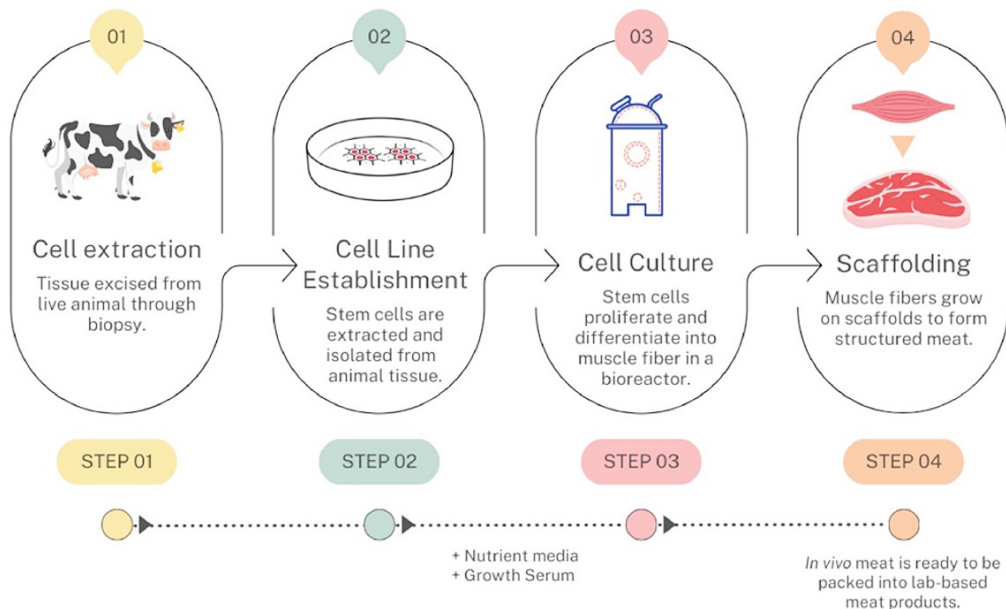 01
02
03
04
Cell extraction
Tissue excised from
live animal through
biopsy.
Cell Line
Establishment
Stem cells are
extracted and
isolated from
animal tissue.
Cell Culture
Stem cells
proliferate and
differentiate into
muscle fiber in a
bioreactor.
Scaffolding
Muscle fibers grow
on scaffolds to form
structured meat.
STEP 01
STEP 02
STEP 03
STEP 04
+ Nutrient media
+ Growth Serum
In vivo meat is ready to be
packed into lab-based
meat products.